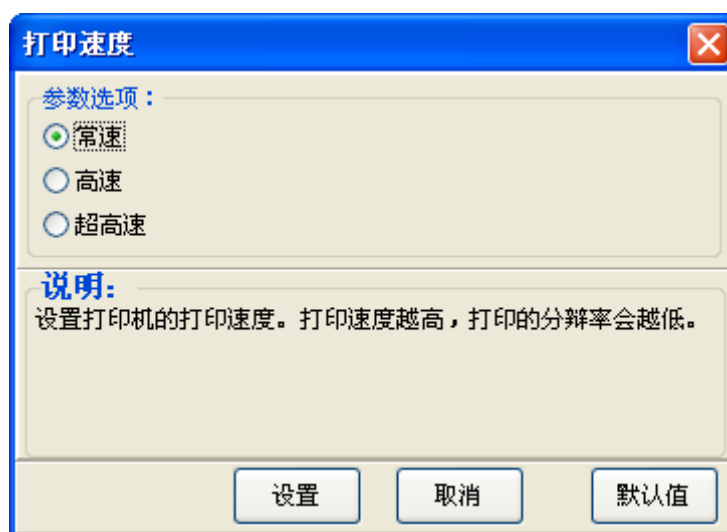 打印速度
参数选项：
常速
高速
超高速
说明:
设置打印机的打印速度。打印速度越高，打印的分辩率会越低。
设置 取消 默认值